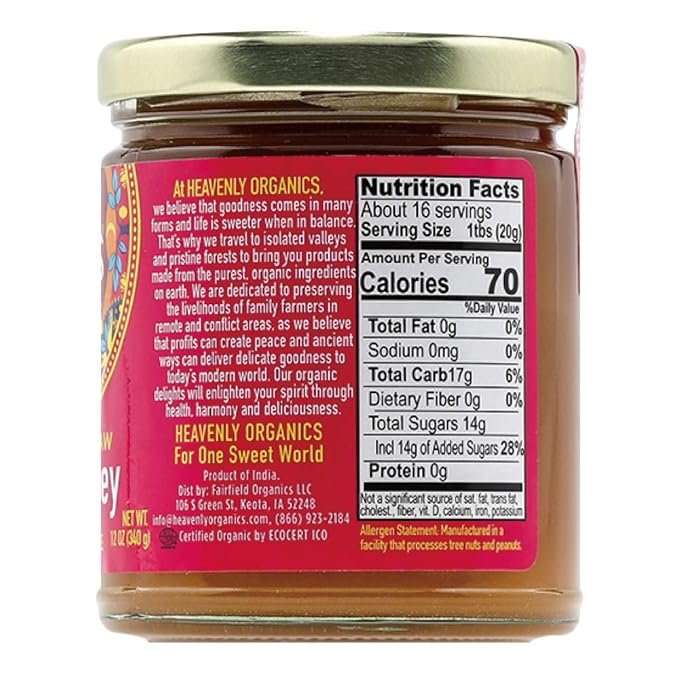 At HEAVENLY ORGANICS,
we believe that goodness comes in many
forms and life is sweeter when in balance.
That's why we travel to isolated valleys
and pristine forests to bring you products
made from the purest, organic ingredients
on earth. We are dedicated to preserving
the livelihoods of family farmers in
remote and conflict areas, as we believe
that profits can create peace and ancient
ways can deliver delicate goodness to
today's modern world. Our organic
delights will enlighten your spirit through
health, harmony and deliciousness.
HEAVENLY ORGANICS
For One Sweet World
Product of India.
Dist by: Fairfield Organics LLC
106 S Green St, Keota, IA 52248
info@heavenlyorganics.com, (866) 923-2184
Certified Organic by ECOCERT ICO
NET WT.
12 OZ (340 g)
Nutrition Facts
About 16 servings
Serving Size 1tbs (20g)
Amount Per Serving
Calories 70
%Daily Value
Total Fat 0g 0%
Sodium 0mg 0%
Total Carb17g 6%
Dietary Fiber 0g 0%
Total Sugars 14g
Incl 14g of Added Sugars 28%
Protein 0g
Not a significant source of sat. fat, trans fat,
cholest., fiber, vit. D, calcium, iron, potassium
Allergen Statement: Manufactured in a
facility that processes tree nuts and peanuts.